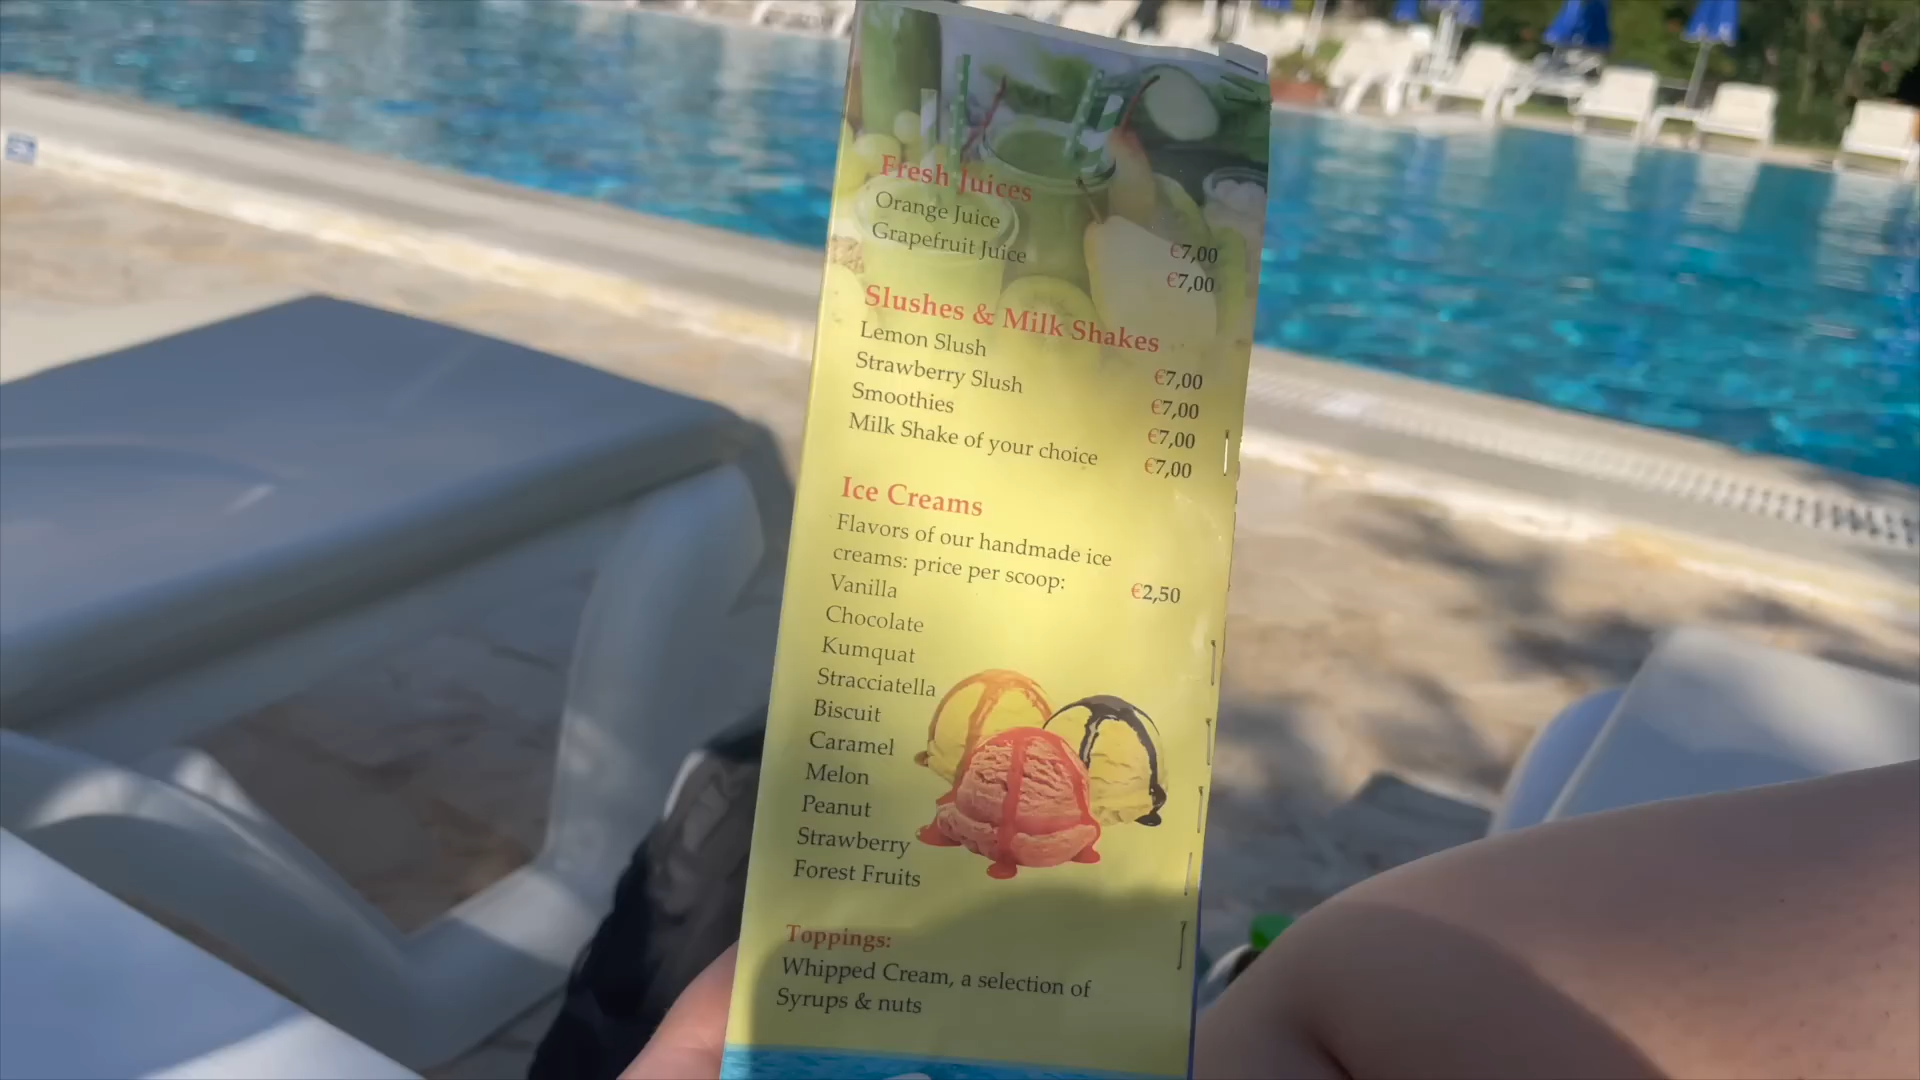 Fresh Juices
Orange Juice €7,00
Grapefruit Juice €7,00
Slushes & Milk Shakes
Lemon Slush €7,00
Strawberry Slush €7,00
Smoothies €7,00
Milk Shake of your choice €7,00
Ice Creams
Flavors of our handmade ice
creams: price per scoop: €2,50
Vanilla
Chocolate
Kumquat
Stracciatella
Biscuit
Caramel
Melon
Peanut
Strawberry
Forest Fruits
Toppings:
Whipped Cream, a selection of
Syrups & nuts